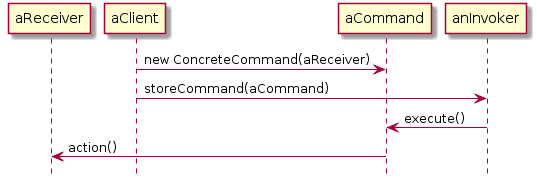 aReceiver
aClient
aCommand
anInvoker
new ConcreteCommand(aReceiver)
storeCommand(aCommand)
execute()
action()